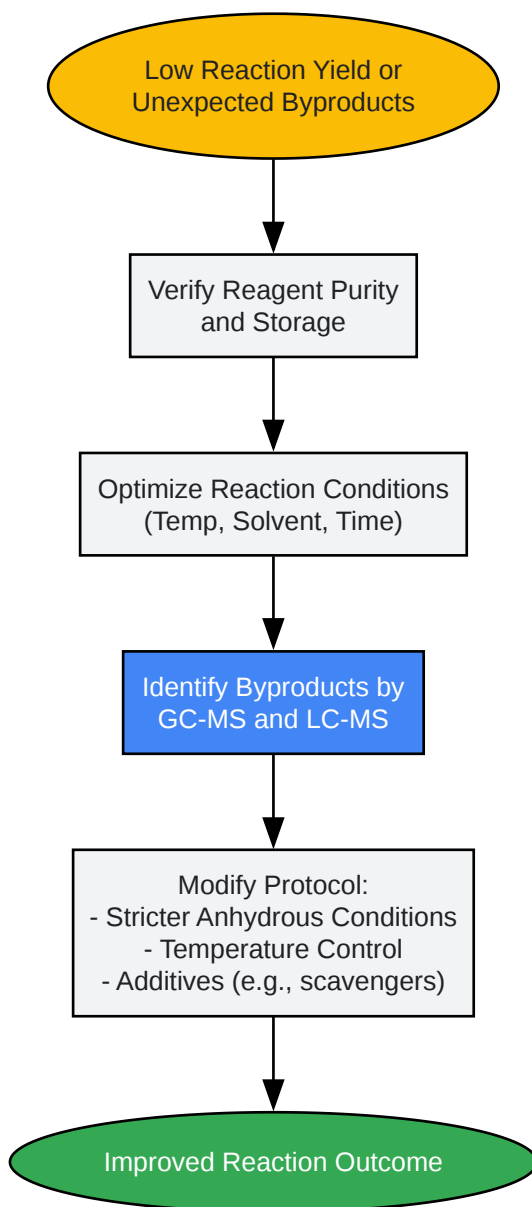 Low Reaction Yield or
Unexpected Byproducts
Verify Reagent Purity
and Storage
Optimize Reaction Conditions
(Temp, Solvent, Time)
Identify Byproducts by
GC-MS and LC-MS
Modify Protocol:
- Stricter Anhydrous Conditions
- Temperature Control
- Additives (e.g., scavengers)
Improved Reaction Outcome